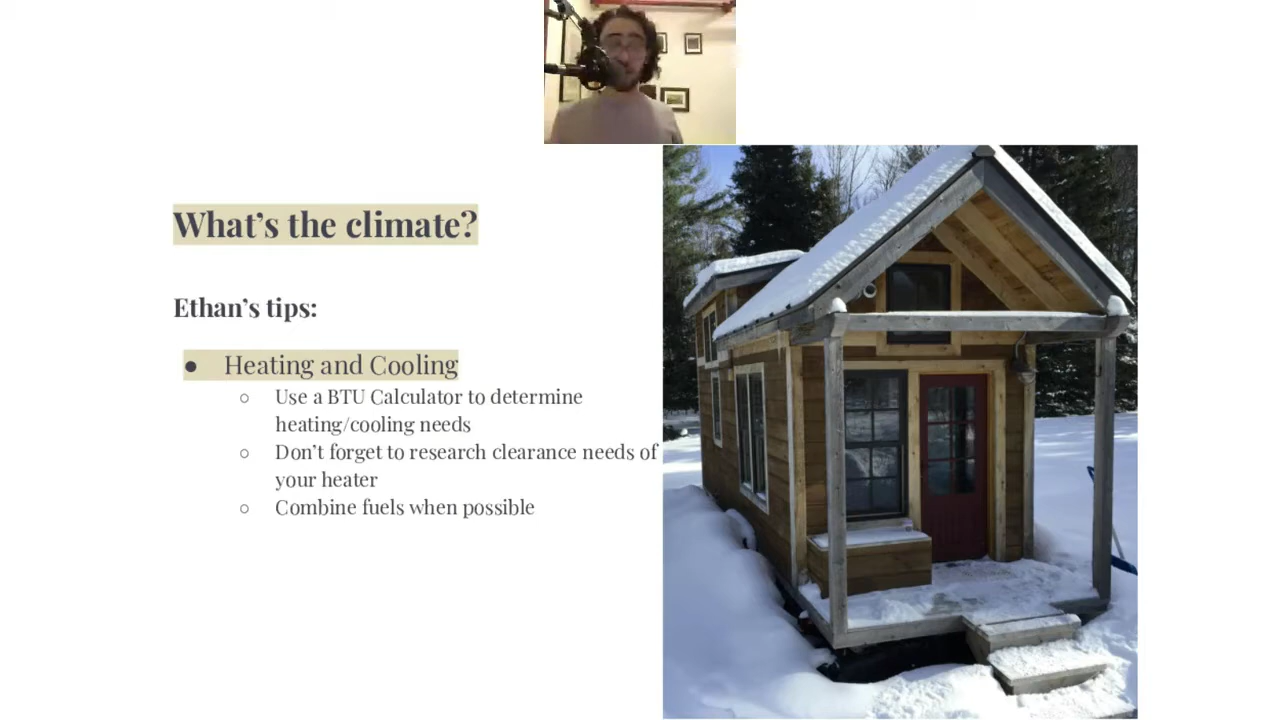 What's the climate?
Ethan's tips:
● Heating and Cooling
○ Use a BTU Calculator to determine
heating/cooling needs
○ Don't forget to research clearance needs of
your heater
○ Combine fuels when possible